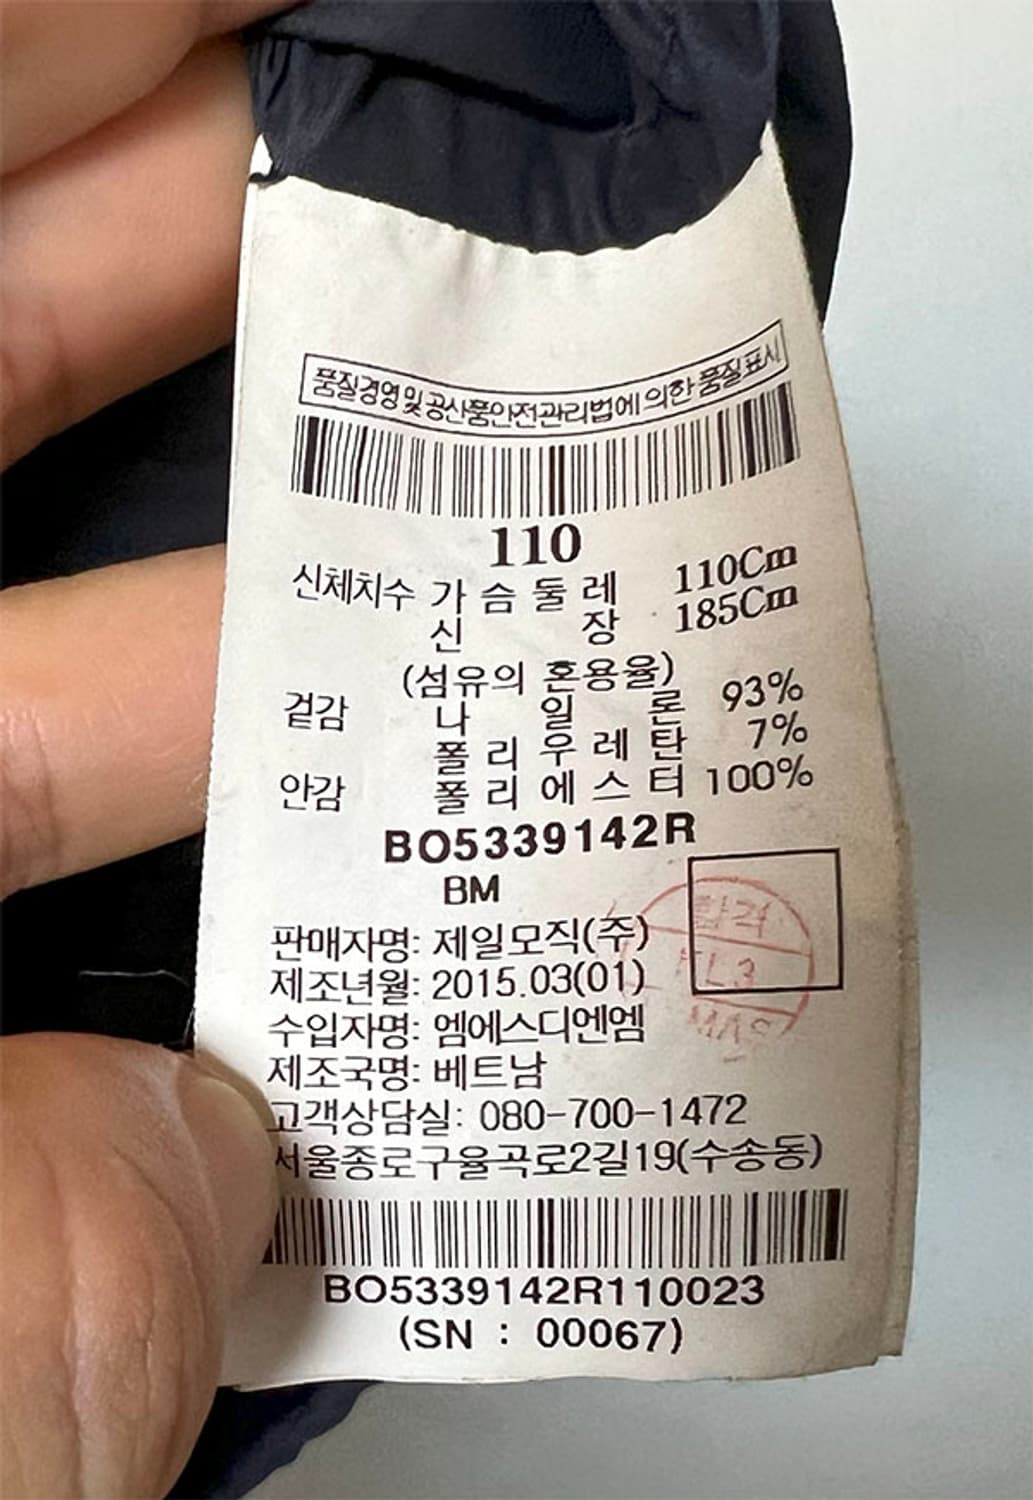 품질경영및공산품안전관리법에의한품질표시
110
신체치수 가슴둘레 110Cm
신장 185Cm
(섬유의 혼용율)
겉감 나일론 93%
폴리우레탄 7%
안감 폴리에스터 100%
BO5339142R
BM
합격
판매자명: 제일모직(주)
L3
제조년월: 2015.03(01)
수입자명: 엠에스디엔엠
제조국명: 베트남
고객상담실: 080-700-1472
서울종로구율곡로2길19(수송동)
BO5339142R110023
(SN : 00067)